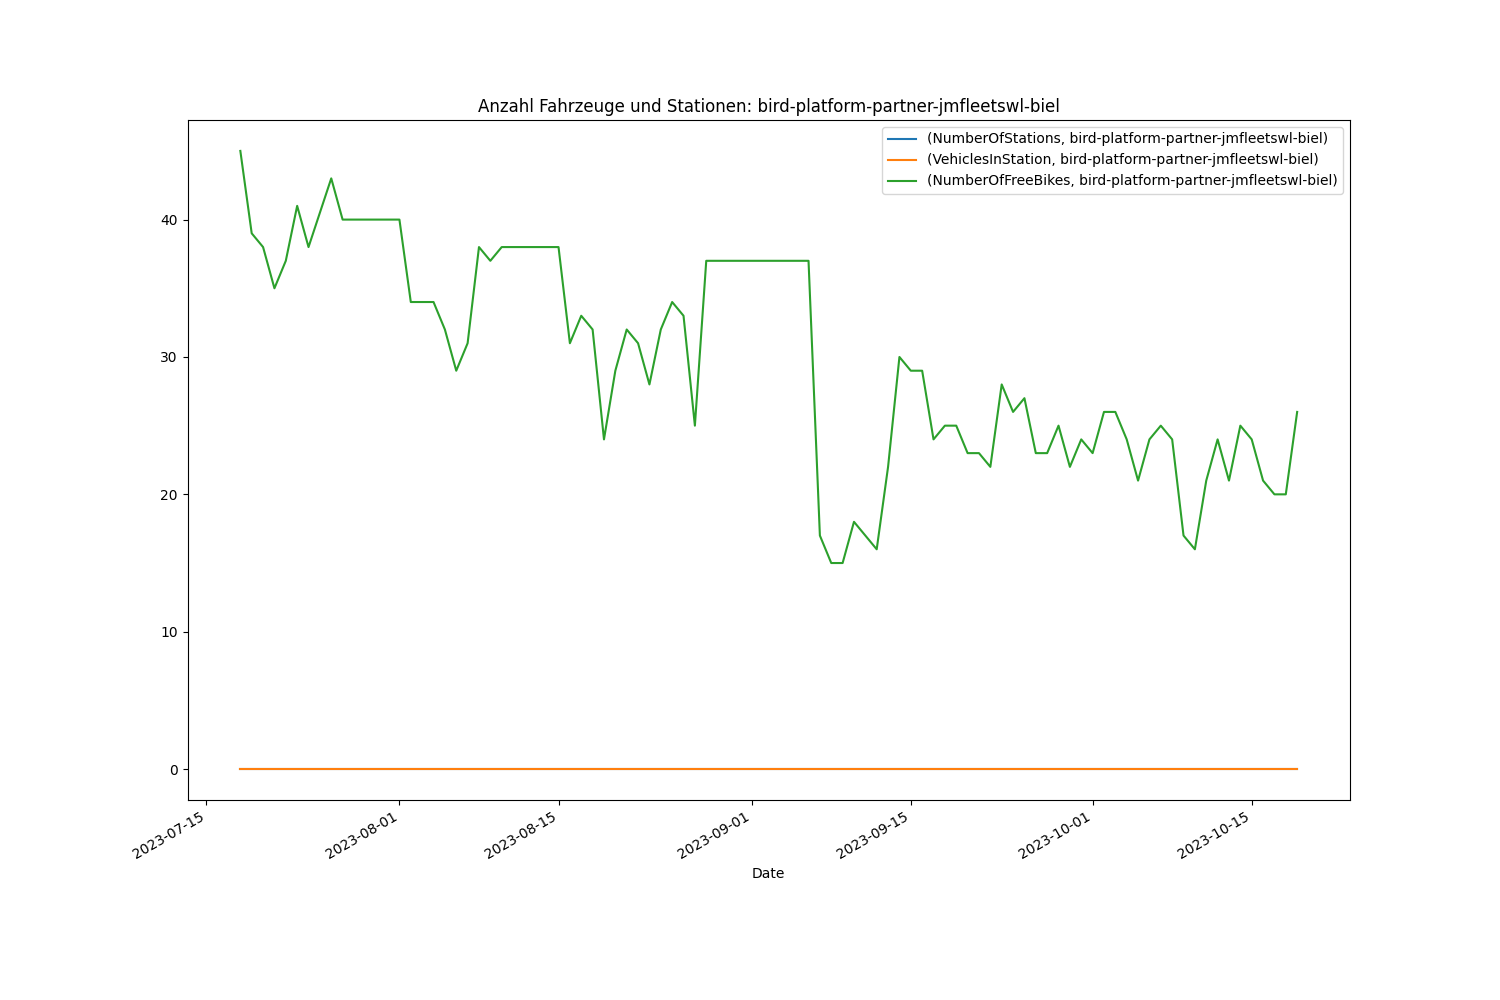 Anzahl Fahrzeuge und Stationen: bird-platform-partner-jmfleetswl-biel
(NumberOfStations, bird-platform-partner-jmfleetswl-biel)
(VehiclesInStation, bird-platform-partner-jmfleetswl-biel)
(NumberOfFreeBikes, bird-platform-partner-jmfleetswl-biel)
40
30
20
10
0
2023-07-15
2023-08-01
2023-08-15
2023-09-01
2023-09-15
2023-10-01
2023-10-15
Date